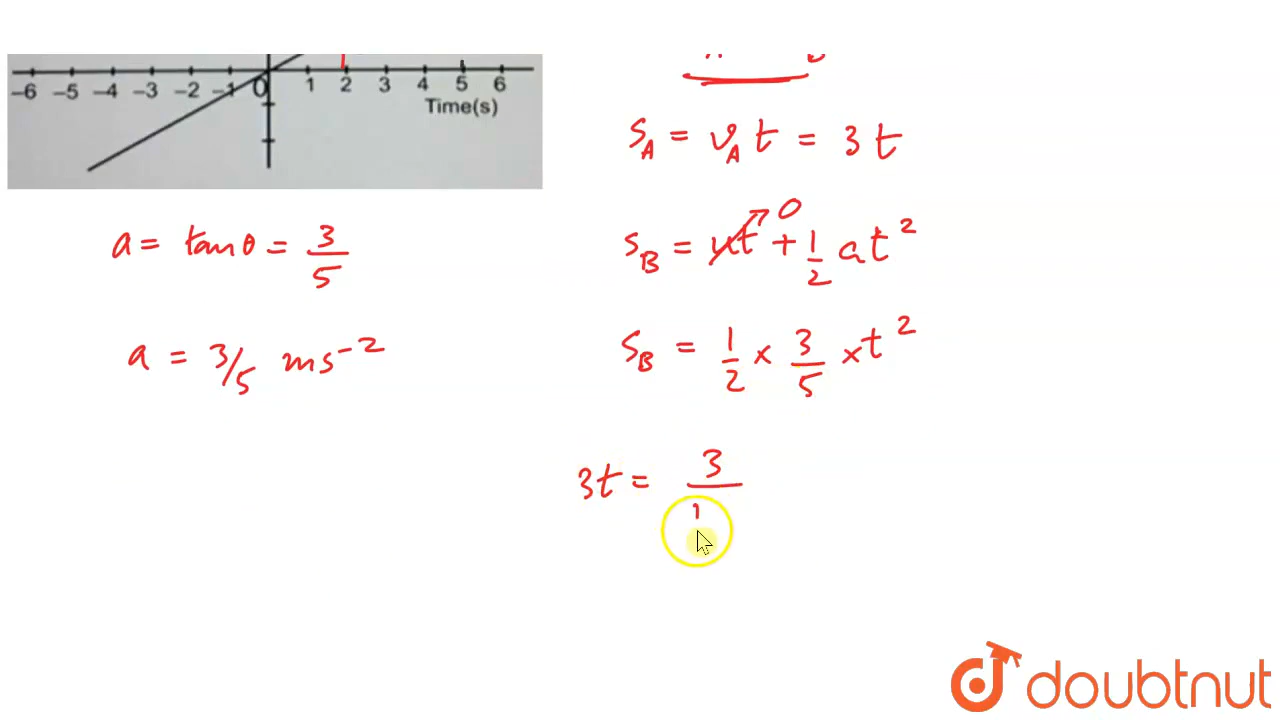 -6 -5 -4 -3 -2 -1 0 1 2 3 4 5 6
Time(s)
a = tanθ = 3/5
a = 3/5 ms⁻²
S_A = v_A t = 3t
S_B = ut↗0 + 1/2 at²
S_B = 1/2 × 3/5 × t²
3t = 3/1
doubtnut